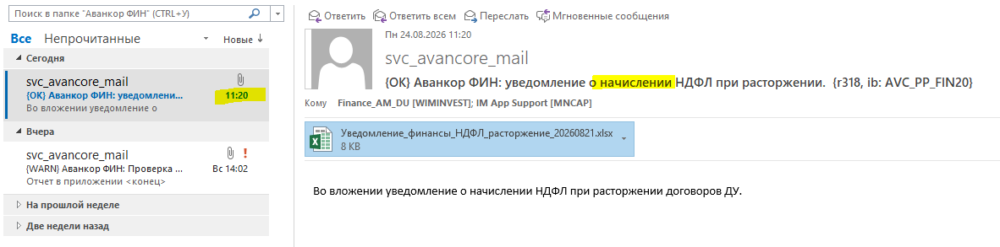 Поиск в папке "Аванкор ФИН" (CTRL+У)
Все Непрочитанные Новые ↓
Сегодня
svc_avancore_mail
{OK} Аванкор ФИН: уведомлени... 11:20
Во вложении уведомление о
Вчера
svc_avancore_mail
{WARN} Аванкор ФИН: Проверка ... Вс 14:02
Отчет в приложении <конец>
На прошлой неделе
Две недели назад
Ответить Ответить всем Переслать Мгновенные сообщения
Пн 24.08.2026 11:20
svc_avancore_mail
{OK} Аванкор ФИН: уведомление о начислении НДФЛ при расторжении. {r318, ib: AVC_PP_FIN20}
Кому Finance_AM_DU [WIMINVEST]; IM App Support [MNCAP]
Уведомление_финансы_НДФЛ_расторжение_20260821.xlsx
8 KB
Во вложении уведомление о начислении НДФЛ при расторжении договоров ДУ.